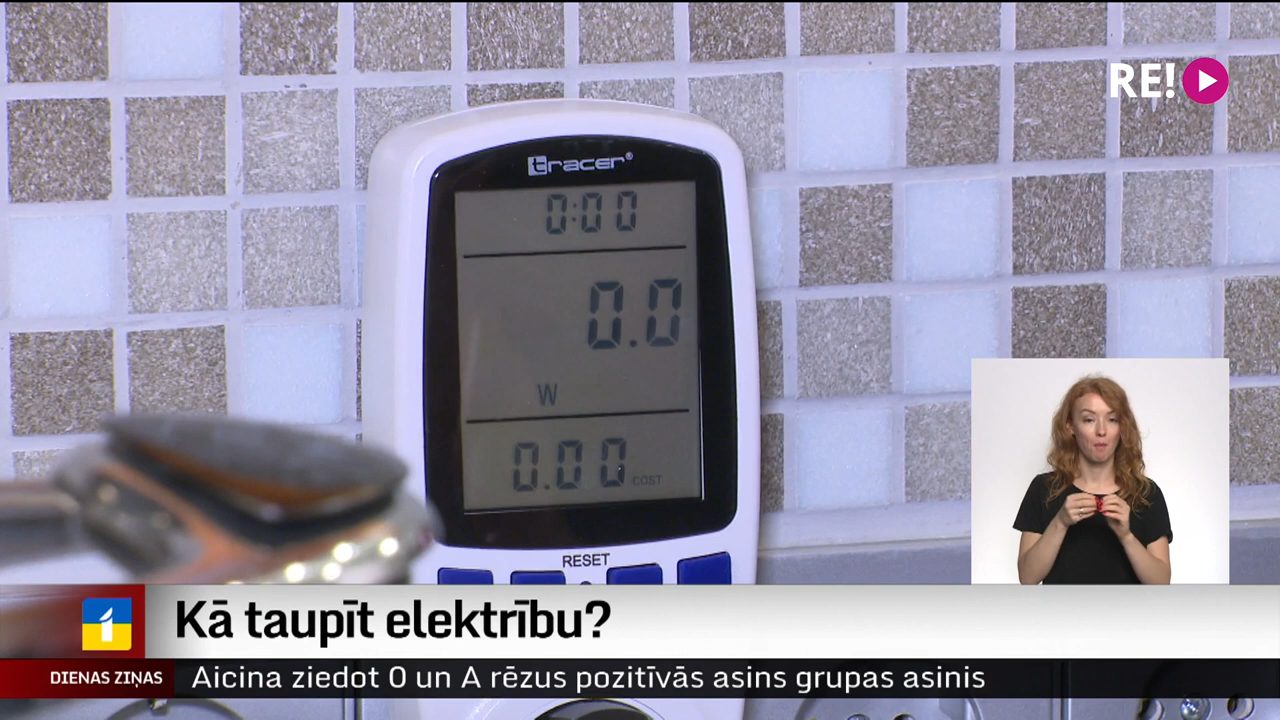 RE!
tracer®
0:00
0.0
W
0.00 COST
RESET
1
Kā taupīt elektrību?
DIENAS ZIŅAS
Aicina ziedot 0 un A rēzus pozitīvās asins grupas asinis